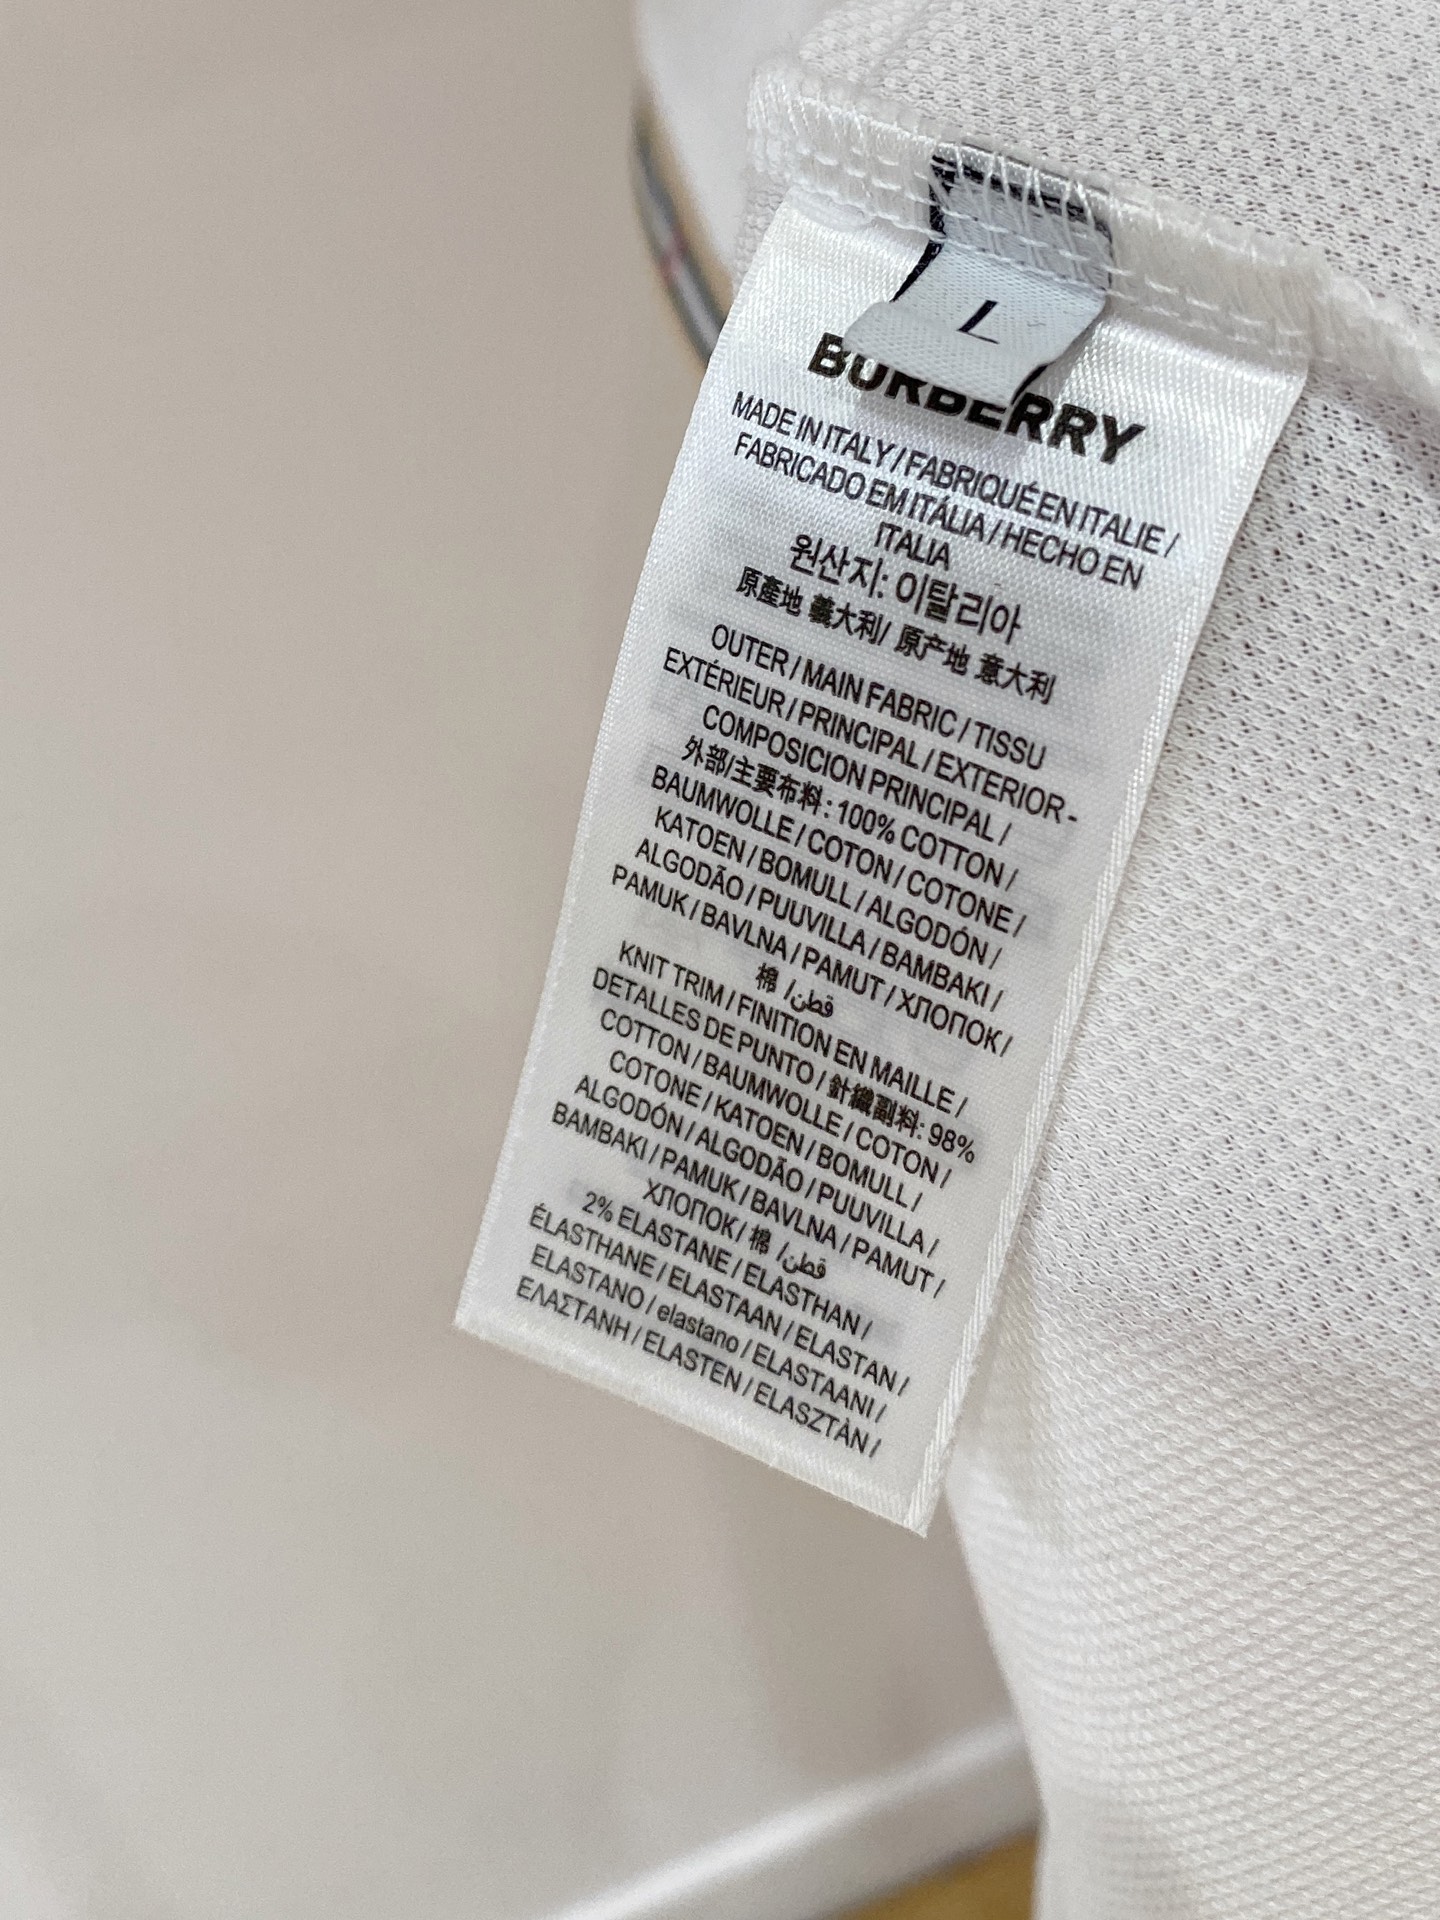 L
BURBERRY
MADE IN ITALY / FABRIQUÉ EN ITALIE /
FABRICADO EM ITÁLIA / HECHO EN
ITALIA
원산지: 이탈리아
原產地 義大利/ 原产地 意大利
OUTER / MAIN FABRIC / TISSU
EXTÉRIEUR / PRINCIPAL / EXTERIOR -
COMPOSICION PRINCIPAL /
外部/主要布料: 100% COTTON /
BAUMWOLLE / COTON / COTONE /
KATOEN / BOMULL / ALGODÓN /
ALGODÃO / PUUVILLA / BAMBAKI /
PAMUK / BAVLNA / PAMUT / ХЛОПОК /
棉 / قطن
KNIT TRIM / FINITION EN MAILLE /
DETALLES DE PUNTO / 針織副料: 98%
COTTON / BAUMWOLLE / COTON /
COTONE / KATOEN / BOMULL /
ALGODÓN / ALGODÃO / PUUVILLA /
BAMBAKI / PAMUK / BAVLNA / PAMUT /
ХЛОПОК / 棉 / قطن
2% ELASTANE / ELASTHAN /
ÉLASTHANE / ELASTAAN / ELASTAN /
ELASTANO / elastano / ELASTAANI /
ΕΛΑΣΤΑΝΗ / ELASTEN / ELASZTÀN /